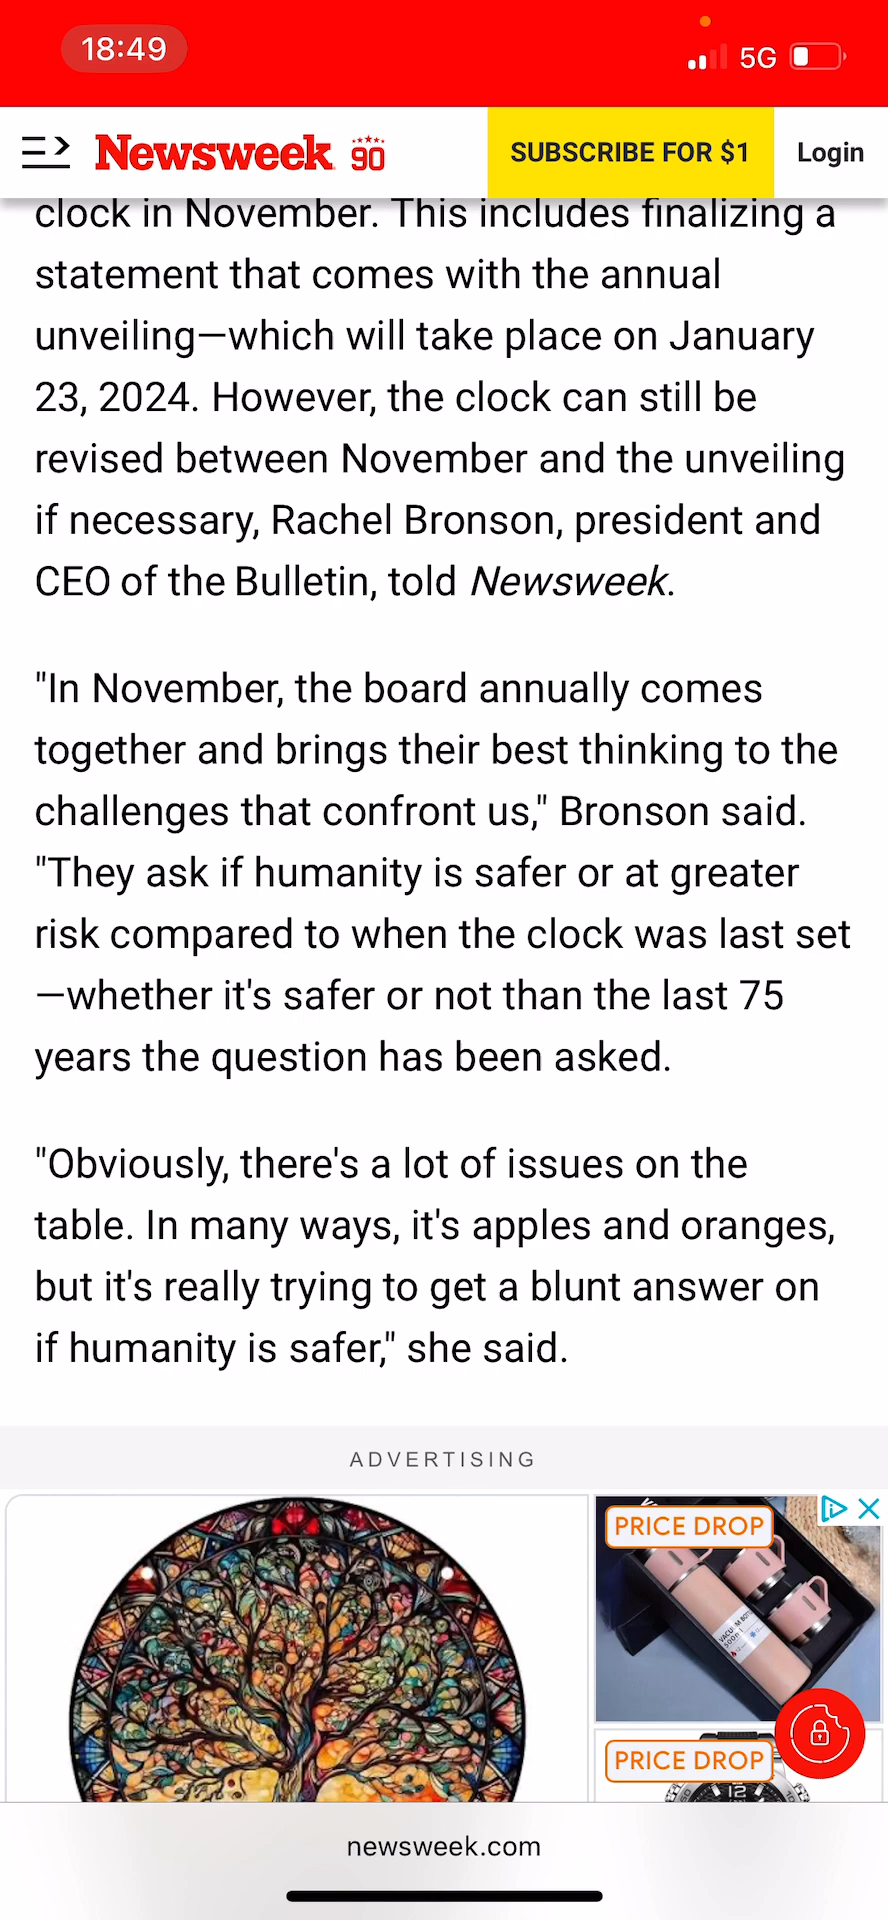 18:49
5G
Newsweek 90
SUBSCRIBE FOR $1
Login
clock in November. This includes finalizing a
statement that comes with the annual
unveiling—which will take place on January
23, 2024. However, the clock can still be
revised between November and the unveiling
if necessary, Rachel Bronson, president and
CEO of the Bulletin, told Newsweek.
"In November, the board annually comes
together and brings their best thinking to the
challenges that confront us," Bronson said.
"They ask if humanity is safer or at greater
risk compared to when the clock was last set
—whether it's safer or not than the last 75
years the question has been asked.
"Obviously, there's a lot of issues on the
table. In many ways, it's apples and oranges,
but it's really trying to get a blunt answer on
if humanity is safer," she said.
ADVERTISING
PRICE DROP
PRICE DROP
12
newsweek.com